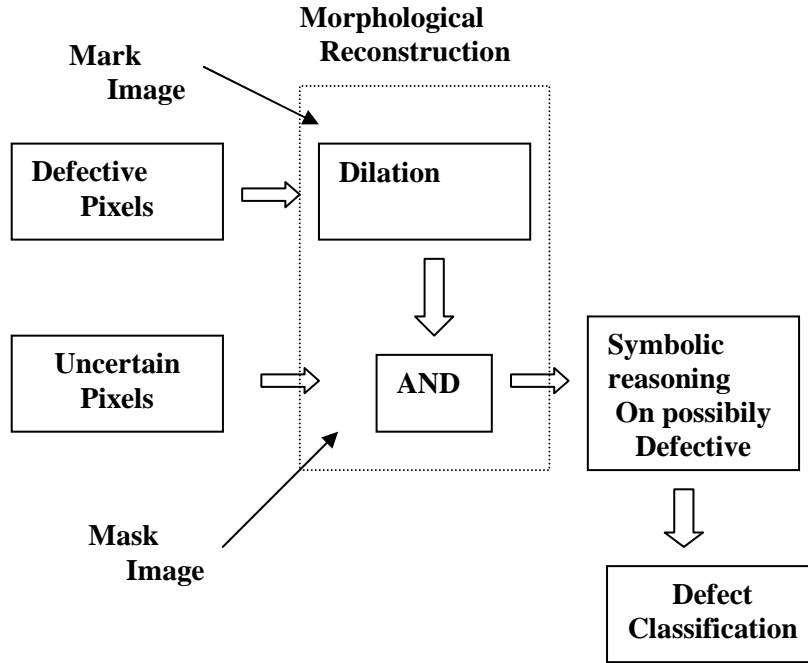 Morphological
Reconstruction
Mark
Image
Defective
Pixels
Dilation
Uncertain
Pixels
AND
Symbolic
reasoning
On possibily
Defective
Mask
Image
Defect
Classification